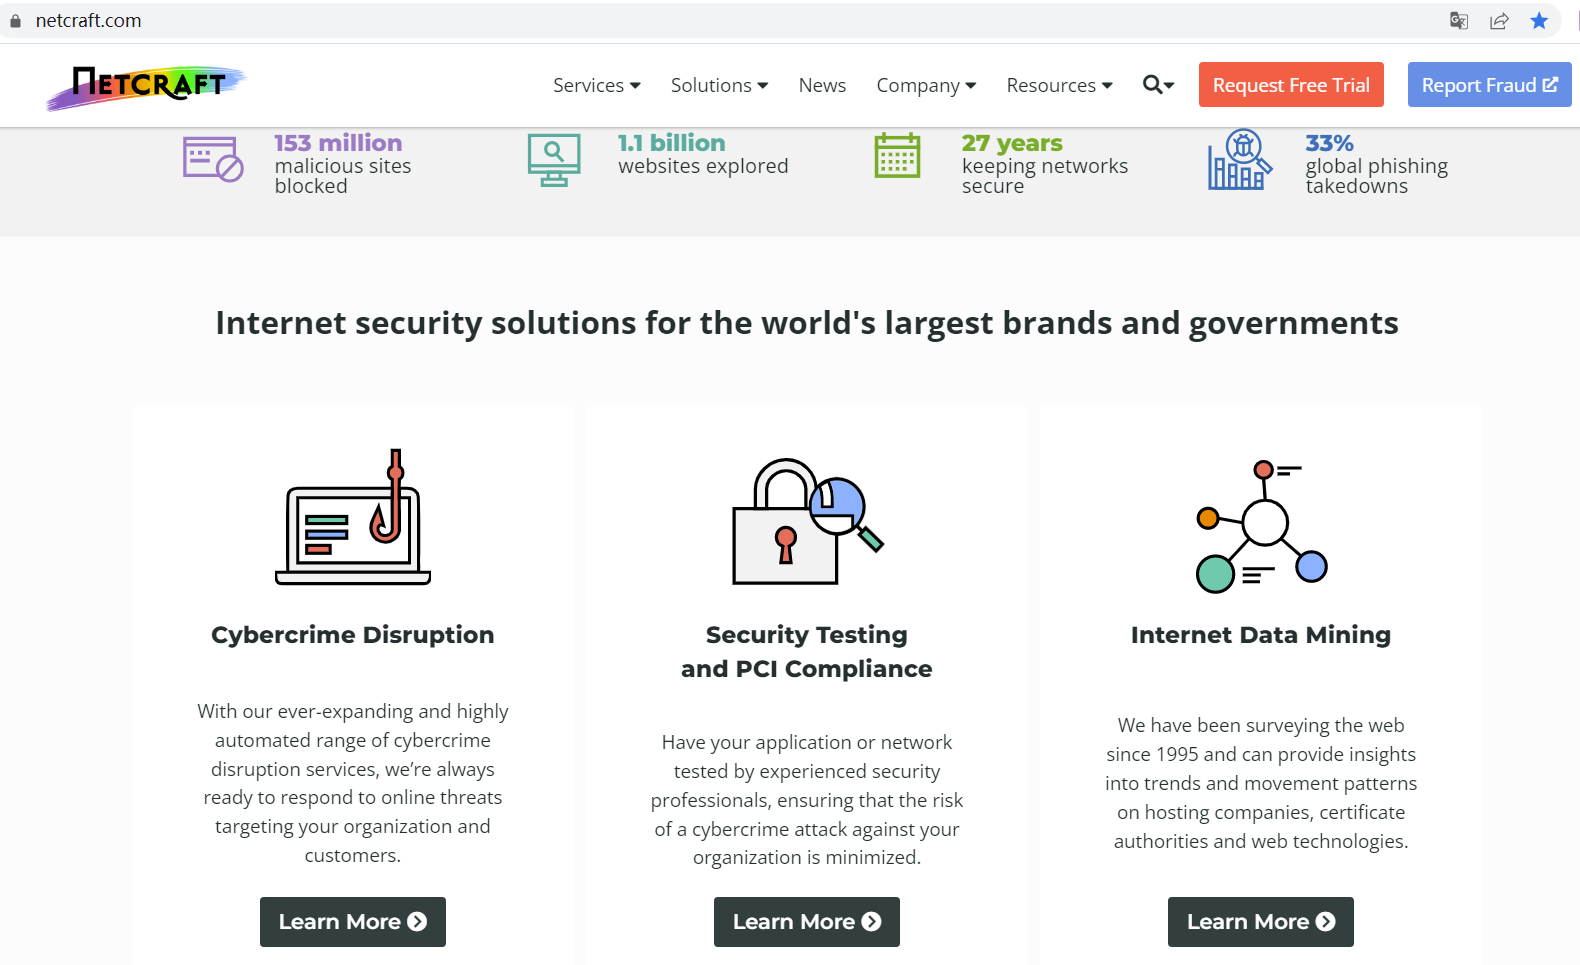 netcraft.com
NETCRAFT
Services
Solutions
News
Company
Resources
Request Free Trial
Report Fraud
153 million
malicious sites
blocked
1.1 billion
websites explored
27 years
keeping networks
secure
33%
global phishing
takedowns
Internet security solutions for the world's largest brands and governments
Cybercrime Disruption
With our ever-expanding and highly
automated range of cybercrime
disruption services, we’re always
ready to respond to online threats
targeting your organization and
customers.
Learn More
Security Testing
and PCI Compliance
Have your application or network
tested by experienced security
professionals, ensuring that the risk
of a cybercrime attack against your
organization is minimized.
Learn More
Internet Data Mining
We have been surveying the web
since 1995 and can provide insights
into trends and movement patterns
on hosting companies, certificate
authorities and web technologies.
Learn More